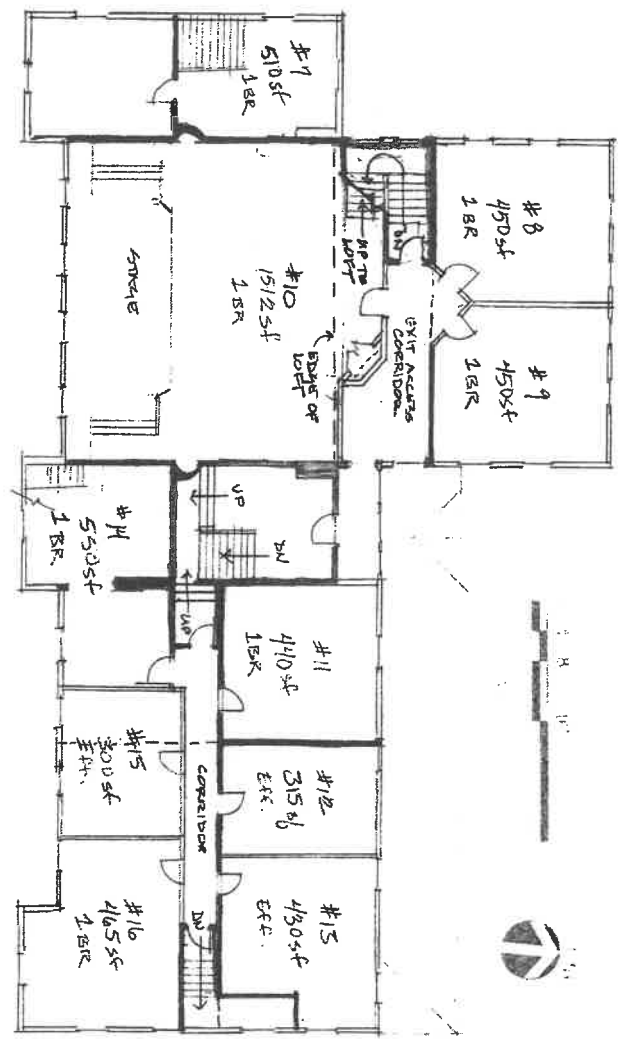 #7
510sf
1BR
#8
450sf
1BR
#9
450sf
1BR
DN
UP TO
LOFT
EXIT ACCESS
CORRIDOR
#10
1512sf
1BR
EDGE OF
LOFT
STAGE
#14
550sf
1BR
UP
DN
UP
#11
440sf
1BR
#12
315sf
Eff.
#13
430sf
Eff.
#15
300sf
Eff.
#16
465sf
1BR
CORRIDOR
DN